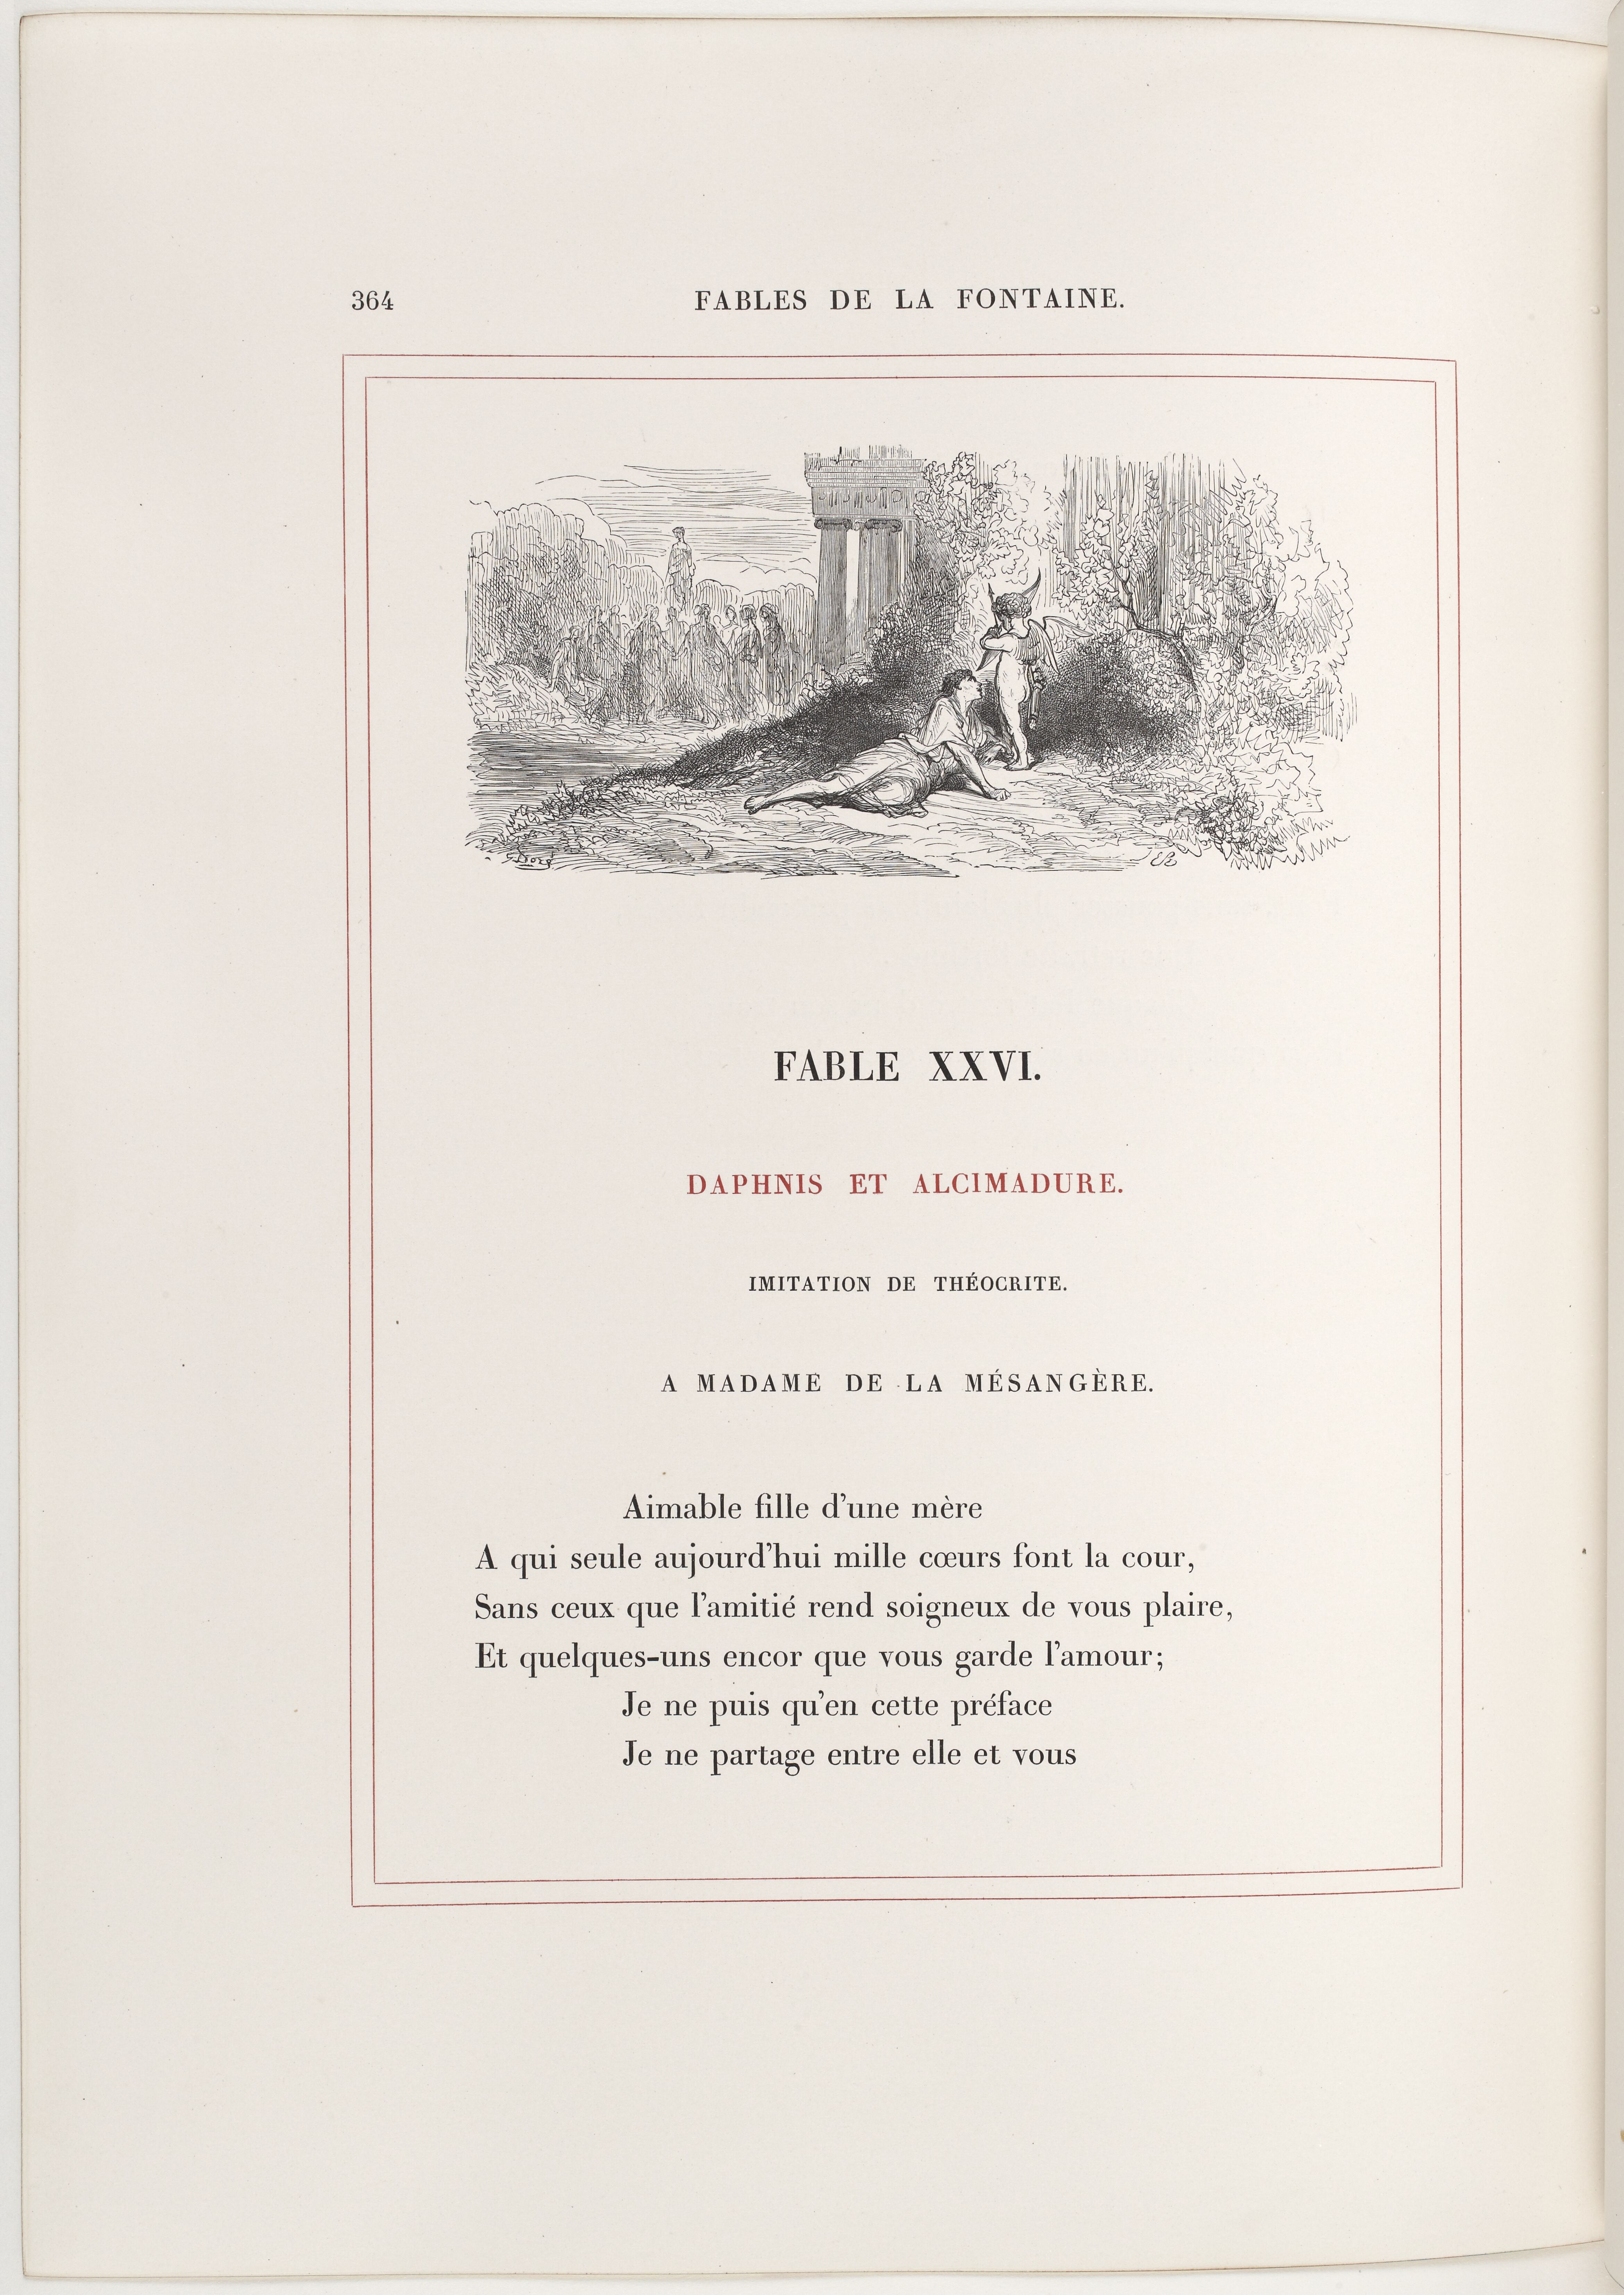 364
FABLES DE LA FONTAINE.
G Doré
FABLE XXVI.
DAPHNIS ET ALCIMADURE.
IMITATION DE THÉOCRITE.
A MADAME DE LA MÉSANGÈRE.
Aimable fille d'une mère
A qui seule aujourd'hui mille cœurs font la cour,
Sans ceux que l'amitié rend soigneux de vous plaire,
Et quelques-uns encor que vous garde l'amour;
Je ne puis qu'en cette préface
Je ne partage entre elle et vous